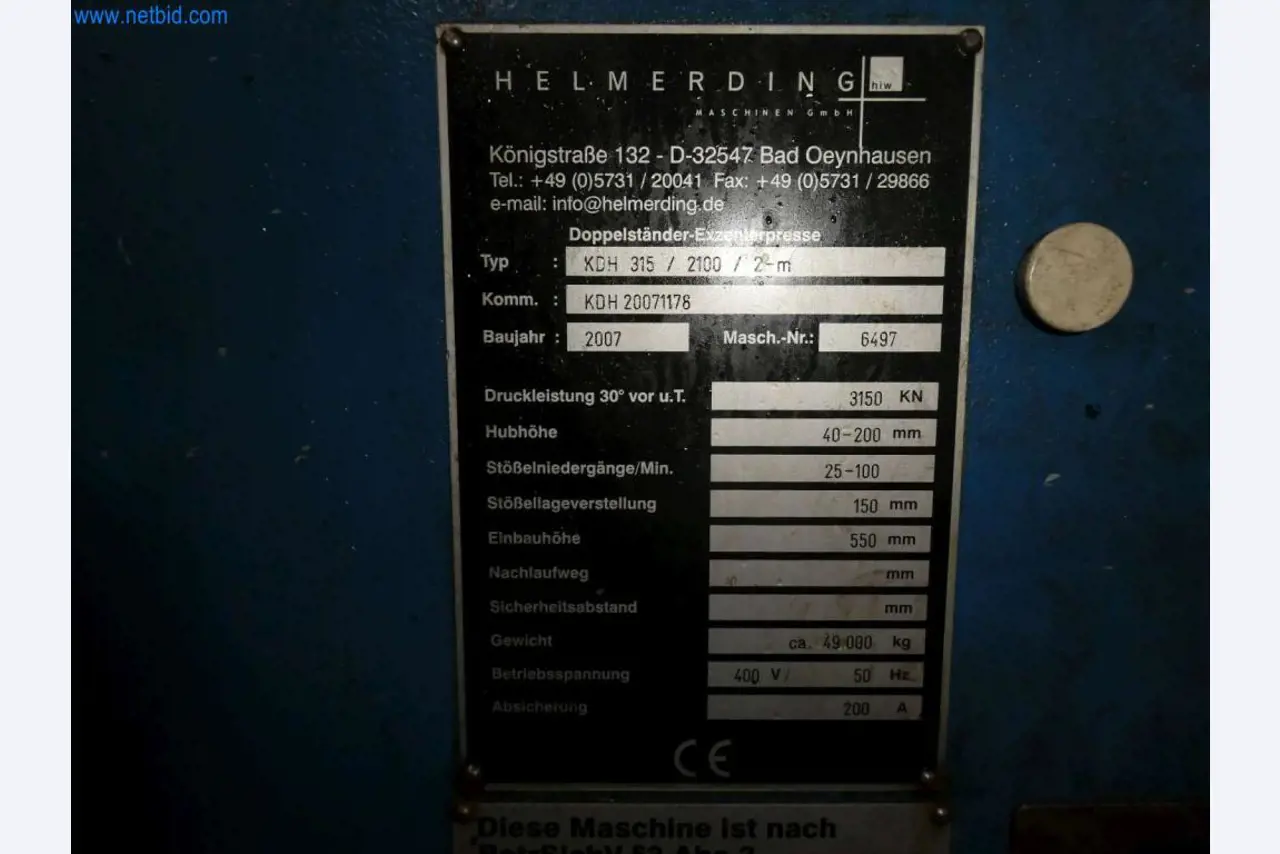 www.netbid.com
HELMERDING
hiw
MASCHINEN GmbH
Königstraße 132 - D-32547 Bad Oeynhausen
Tel.: +49 (0)5731 / 20041 Fax: +49 (0)5731 / 29866
e-mail: info@helmerding.de
Doppelständer-Exzenterpresse
Typ : KDH 315 / 2100 / 2-m
Komm. : KDH 20071178
Baujahr : 2007 Masch.-Nr.: 6497
Druckleistung 30° vor u.T. 3150 KN
Hubhöhe 40-200 mm
Stößelniedergänge/Min. 25-100
Stößellageverstellung 150 mm
Einbauhöhe 550 mm
Nachlaufweg mm
Sicherheitsabstand mm
Gewicht ca. 49.000 kg
Betriebsspannung 400 V/ 50 Hz
Absicherung 200 A
CE
Diese Maschine ist nach